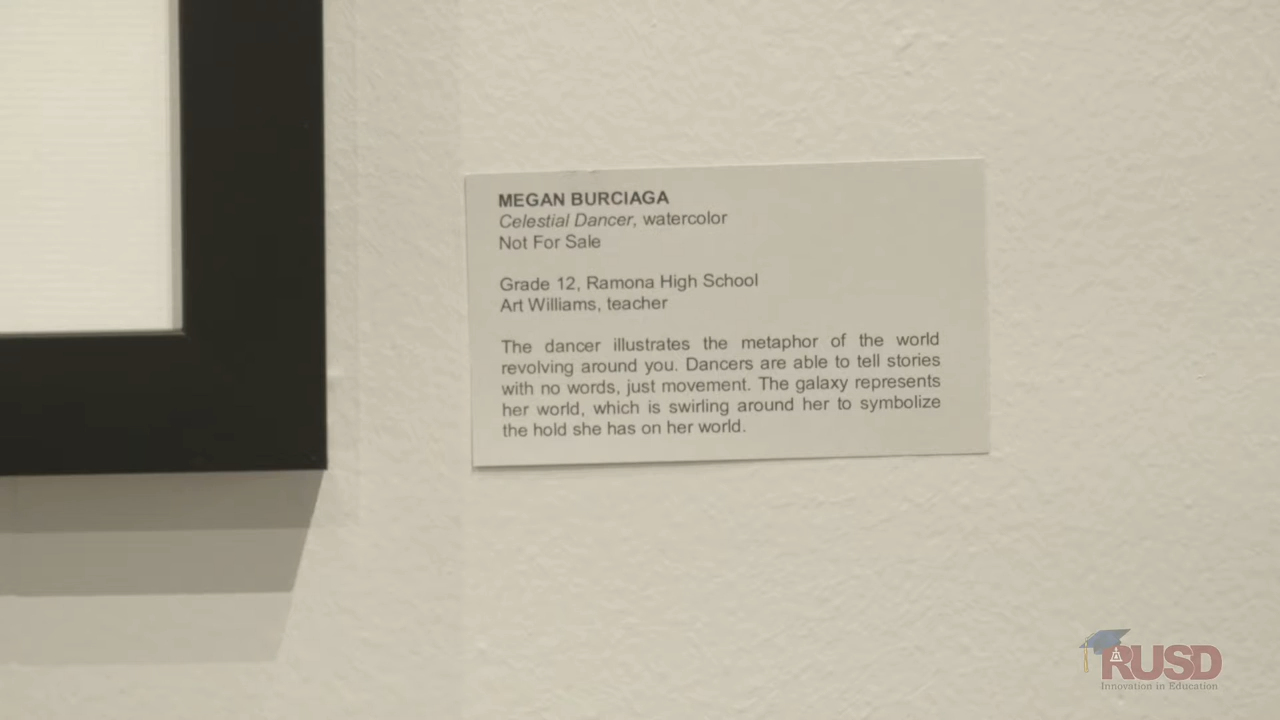 MEGAN BURCIAGA
Celestial Dancer, watercolor
Not For Sale
Grade 12, Ramona High School
Art Williams, teacher
The dancer illustrates the metaphor of the world
revolving around you. Dancers are able to tell stories
with no words, just movement. The galaxy represents
her world, which is swirling around her to symbolize
the hold she has on her world.
RUSD
Innovation in Education